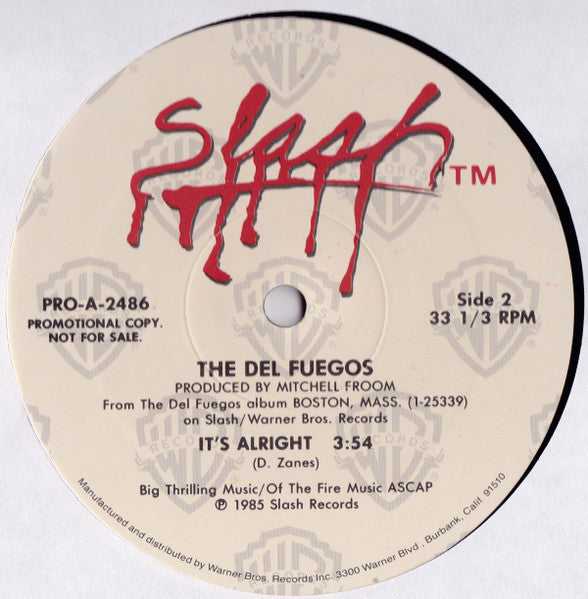 Slash TM
PRO-A-2486
PROMOTIONAL COPY.
NOT FOR SALE.
Side 2
33 1/3 RPM
THE DEL FUEGOS
PRODUCED BY MITCHELL FROOM
From The Del Fuegos album BOSTON, MASS. (1-25339)
on Slash/Warner Bros. Records
IT'S ALRIGHT 3:54
(D. Zanes)
Big Thrilling Music/Of The Fire Music ASCAP
℗ 1985 Slash Records
Manufactured and distributed by Warner Bros. Records Inc. 3300 Warner Blvd., Burbank, Calif 91510
WB
RECORDS